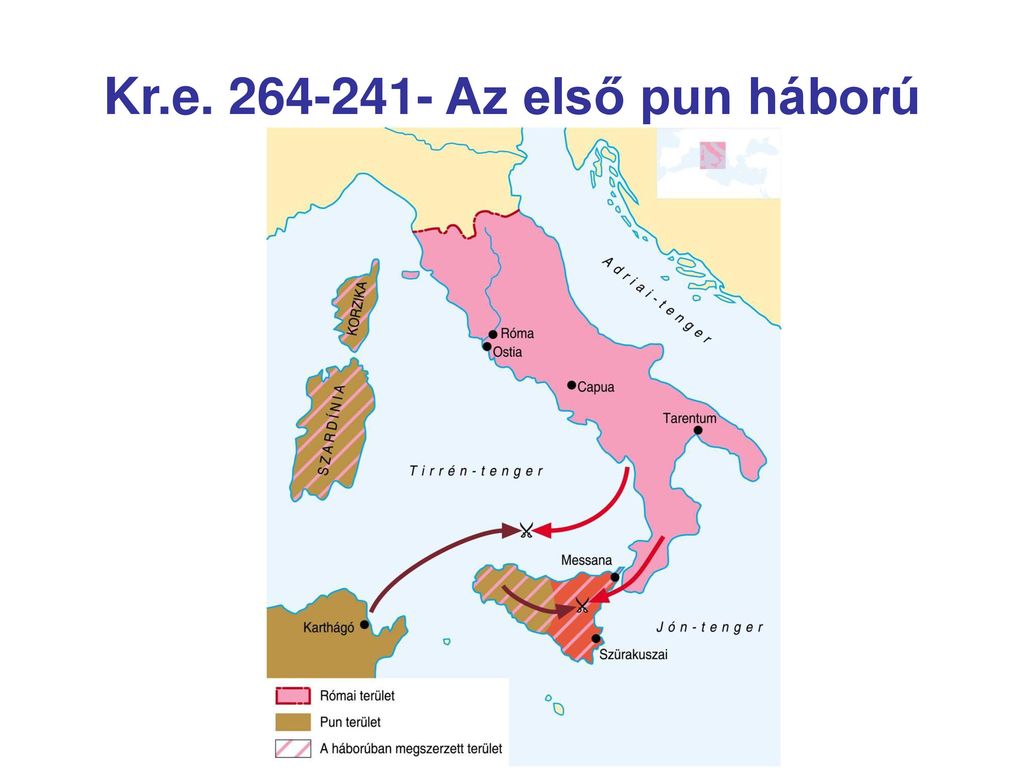 Kr.e. 264-241- Az első pun háború
Adriai-tenger
KORZIKA
Róma
Ostia
Capua
SZARDÍNIA
Tarentum
Tirrén-tenger
Messana
Karthágó
Jón-tenger
Szürakuszai
Római terület
Pun terület
A háborúban megszerzett terület